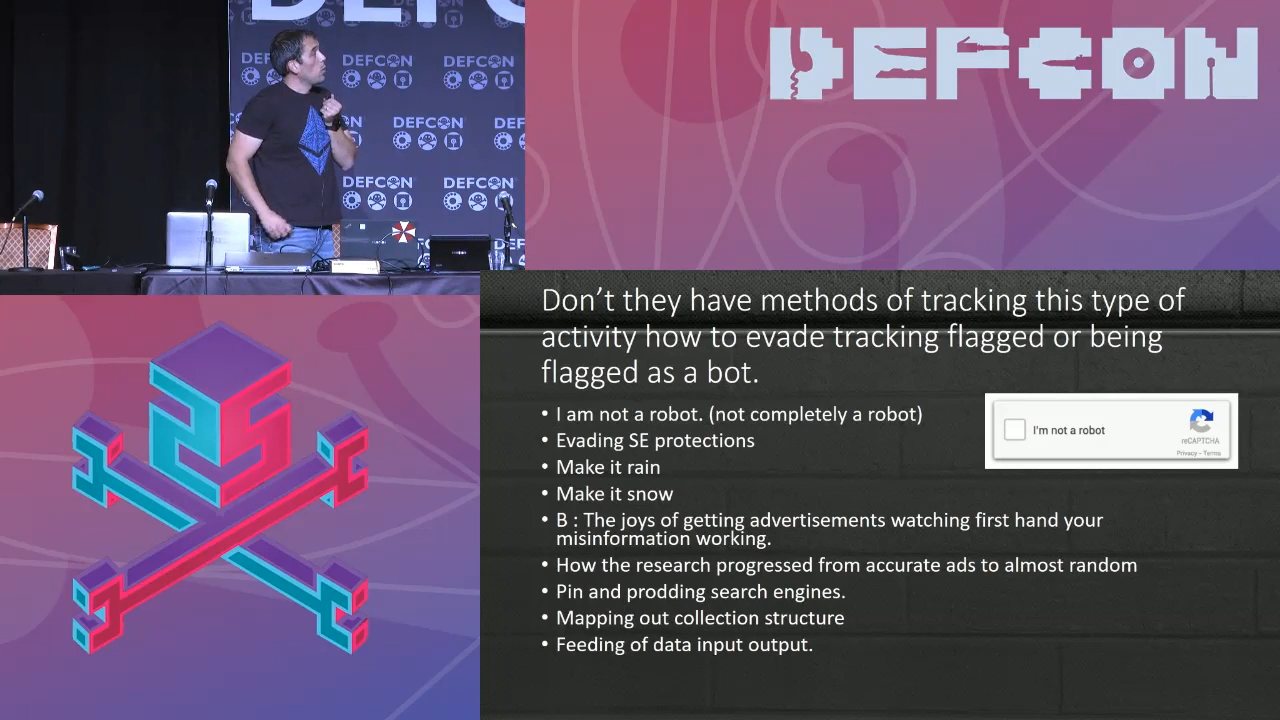 DEFC
DEFCON
DEFCON
DEFCON
DEFCON
DEFCON
DEFCON
DEFCON
DEF
DEFCON
DEFCON
Don't they have methods of tracking this type of
activity how to evade tracking flagged or being
flagged as a bot.
• I am not a robot. (not completely a robot)
• Evading SE protections
• Make it rain
• Make it snow
• B : The joys of getting advertisements watching first hand your
misinformation working.
• How the research progressed from accurate ads to almost random
• Pin and prodding search engines.
• Mapping out collection structure
• Feeding of data input output.
I'm not a robot
reCAPTCHA
Privacy - Terms